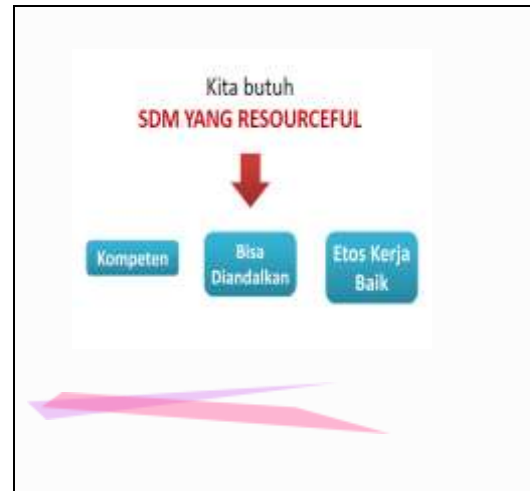 Kita butuh
SDM YANG RESOURCEFUL
Kompeten
Bisa
Diandalkan
Etos Kerja
Baik